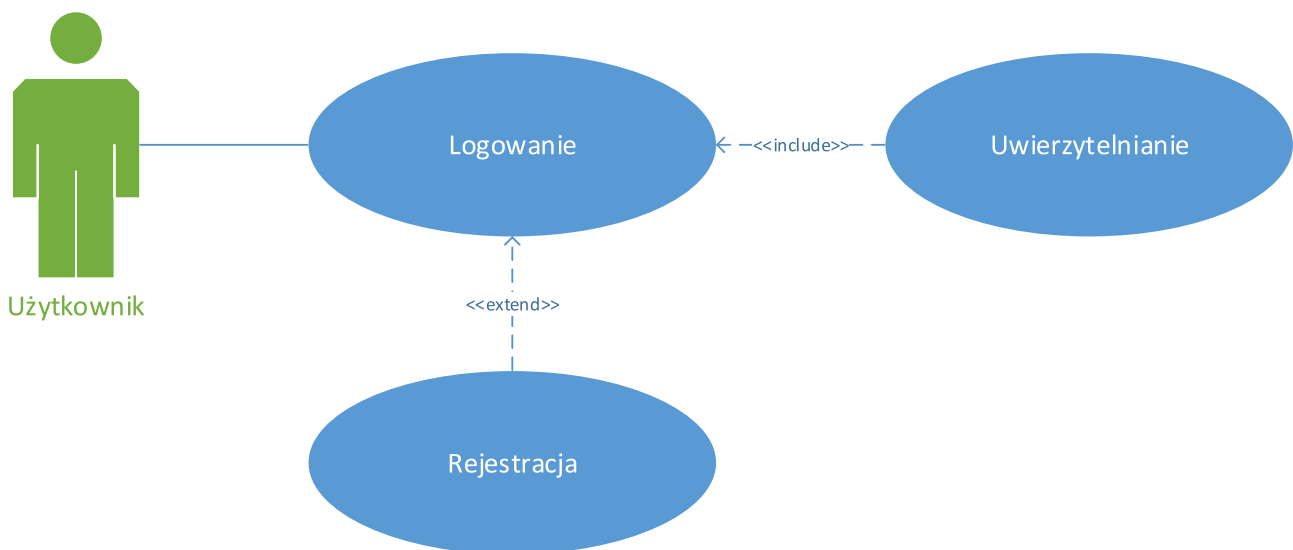 Logowanie
<<include>>
Uwierzytelnianie
Użytkownik
<<extend>>
Rejestracja